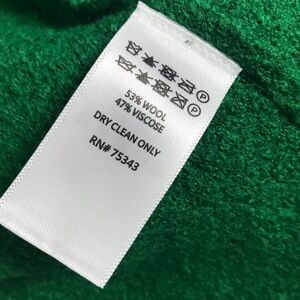 53% WOOL
47% VISCOSE
DRY CLEAN ONLY
RN# 75343